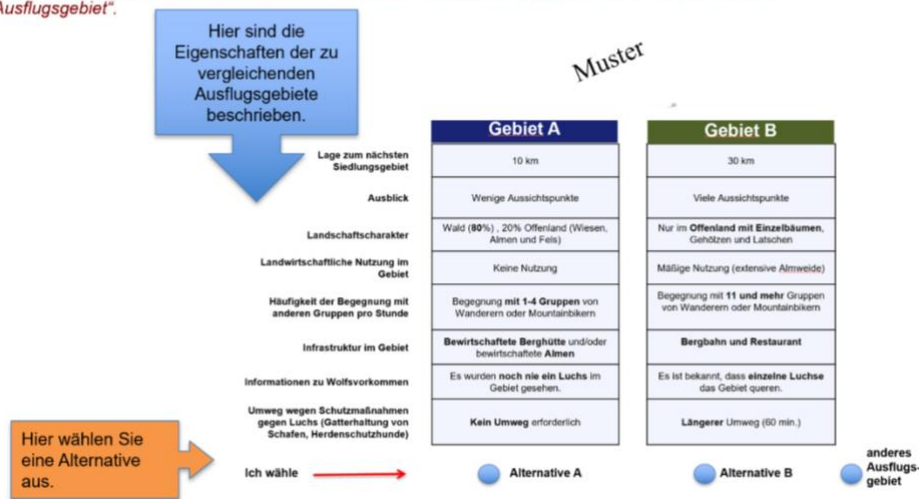 Ausflugsgebiet“.
Hier sind die
Eigenschaften der zu
vergleichenden
Ausflugsgebiete
beschrieben.
Muster
Gebiet A
Gebiet B
Lage zum nächsten
Siedlungsgebiet
10 km
30 km
Ausblick
Wenige Aussichtspunkte
Viele Aussichtspunkte
Landschaftscharakter
Wald (80%) , 20% Offenland (Wiesen,
Almen und Fels)
Nur im Offenland mit Einzelbäumen,
Gehölzen und Latschen
Landwirtschaftliche Nutzung im
Gebiet
Keine Nutzung
Mäßige Nutzung (extensive Almweide)
Häufigkeit der Begegnung mit
anderen Gruppen pro Stunde
Begegnung mit 1-4 Gruppen von
Wanderern oder Mountainbikern
Begegnung mit 11 und mehr Gruppen
von Wanderern oder Mountainbikern
Infrastruktur im Gebiet
Bewirtschaftete Berghütte und/oder
bewirtschaftete Almen
Bergbahn und Restaurant
Informationen zu Wolfsvorkommen
Es wurden noch nie ein Luchs im
Gebiet gesehen.
Es ist bekannt, dass einzelne Luchse
das Gebiet queren.
Umweg wegen Schutzmaßnahmen
gegen Luchs (Gatterhaltung von
Schafen, Herdenschutzhunde)
Kein Umweg erforderlich
Längerer Umweg (60 min.)
Hier wählen Sie
eine Alternative
aus.
Ich wähle
Alternative A
Alternative B
anderes
Ausflugs-
gebiet